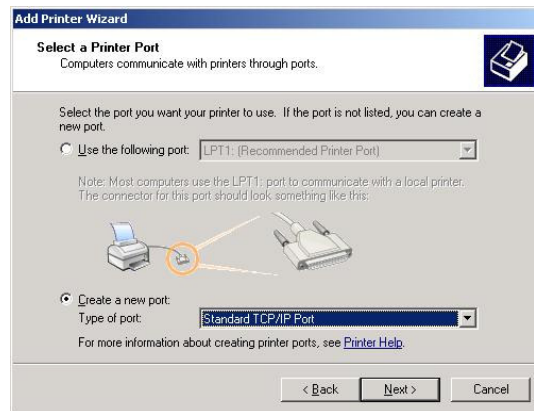 Add Printer Wizard
Select a Printer Port
Computers communicate with printers through ports.
Select the port you want your printer to use. If the port is not listed, you can create a
new port.
Use the following port: LPT1: (Recommended Printer Port)
Note: Most computers use the LPT1: port to communicate with a local printer.
The connector for this port should look something like this:
Create a new port:
Type of port: Standard TCP/IP Port
For more information about creating printer ports, see Printer Help.
< Back Next > Cancel